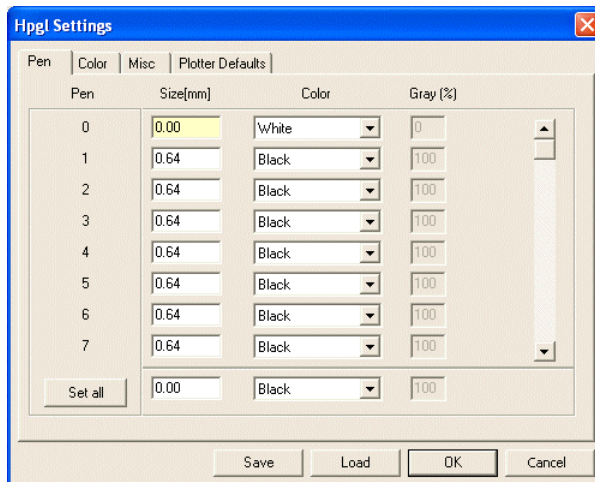 Hpgl Settings
Pen Color Misc Plotter Defaults
Pen Size[mm] Color Gray (%)
0 0.00 White 0
1 0.64 Black 100
2 0.64 Black 100
3 0.64 Black 100
4 0.64 Black 100
5 0.64 Black 100
6 0.64 Black 100
7 0.64 Black 100
Set all 0.00 Black 100
Save Load OK Cancel